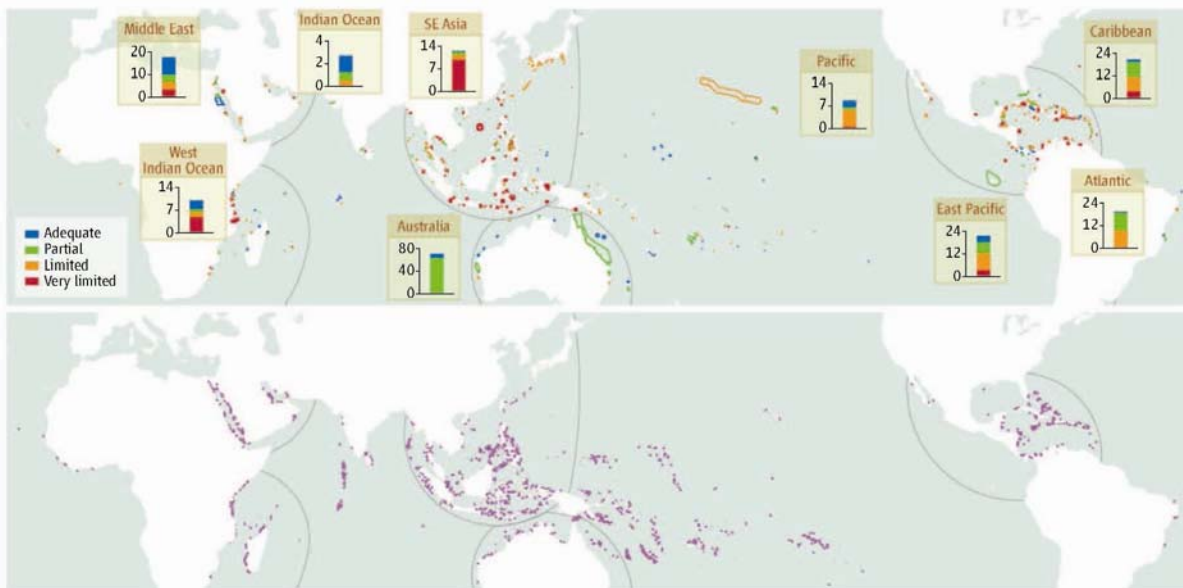 Middle East
20
10
0
Indian Ocean
4
2
0
SE Asia
14
7
0
Pacific
14
7
0
Caribbean
24
12
0
West
Indian Ocean
14
7
0
Australia
80
40
0
East Pacific
24
12
0
Atlantic
24
12
0
Adequate
Partial
Limited
Very limited